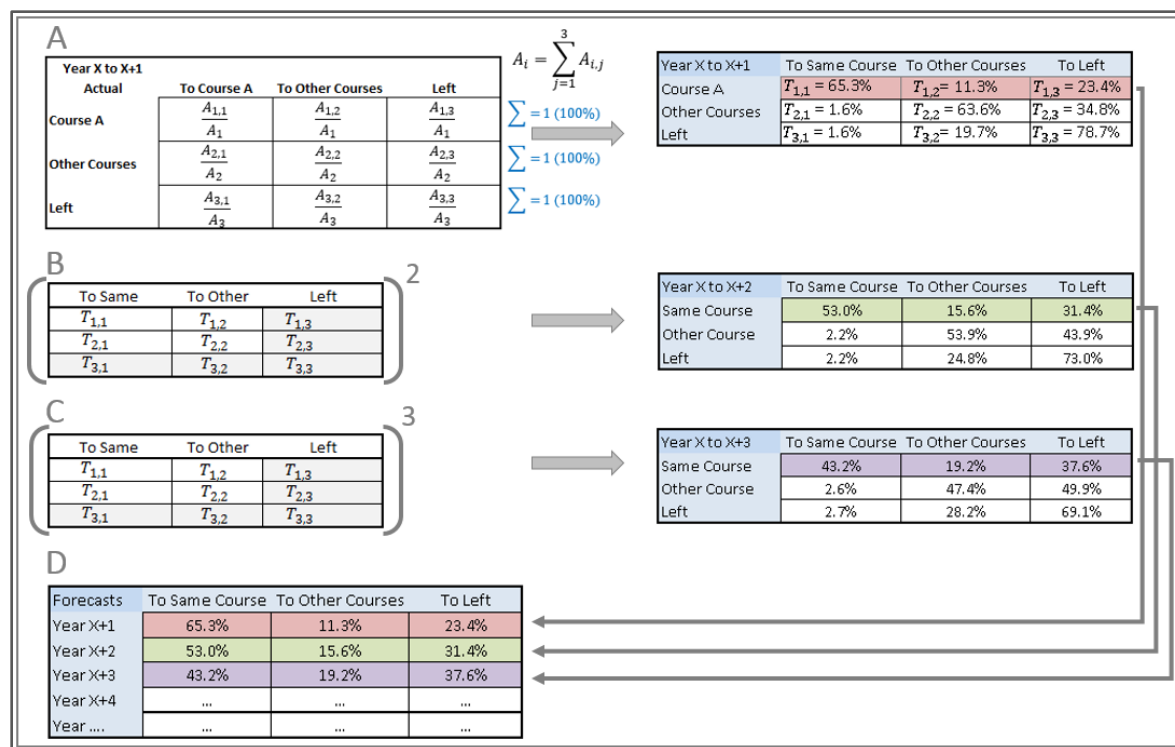 A
Year X to X+1
Actual To Course A To Other Courses Left
Course A A1,1/A1 A1,2/A1 A1,3/A1
Other Courses A2,1/A2 A2,2/A2 A2,3/A2
Left A3,1/A3 A3,2/A3 A3,3/A3
Ai = ∑j=1^3 Ai,j
∑ = 1 (100%)
∑ = 1 (100%)
∑ = 1 (100%)
Year X to X+1 To Same Course To Other Courses To Left
Course A T1,1 = 65.3% T1,2= 11.3% T1,3 = 23.4%
Other Courses T2,1 = 1.6% T2,2 = 63.6% T2,3 = 34.8%
Left T3,1 = 1.6% T3,2= 19.7% T3,3 = 78.7%
B
To Same To Other Left
T1,1 T1,2 T1,3
T2,1 T2,2 T2,3
T3,1 T3,2 T3,3
2
Year X to X+2 To Same Course To Other Courses To Left
Same Course 53.0% 15.6% 31.4%
Other Course 2.2% 53.9% 43.9%
Left 2.2% 24.8% 73.0%
C
To Same To Other Left
T1,1 T1,2 T1,3
T2,1 T2,2 T2,3
T3,1 T3,2 T3,3
3
Year X to X+3 To Same Course To Other Courses To Left
Same Course 43.2% 19.2% 37.6%
Other Course 2.6% 47.4% 49.9%
Left 2.7% 28.2% 69.1%
D
Forecasts To Same Course To Other Courses To Left
Year X+1 65.3% 11.3% 23.4%
Year X+2 53.0% 15.6% 31.4%
Year X+3 43.2% 19.2% 37.6%
Year X+4 ... ... ...
Year .... ... ... ...